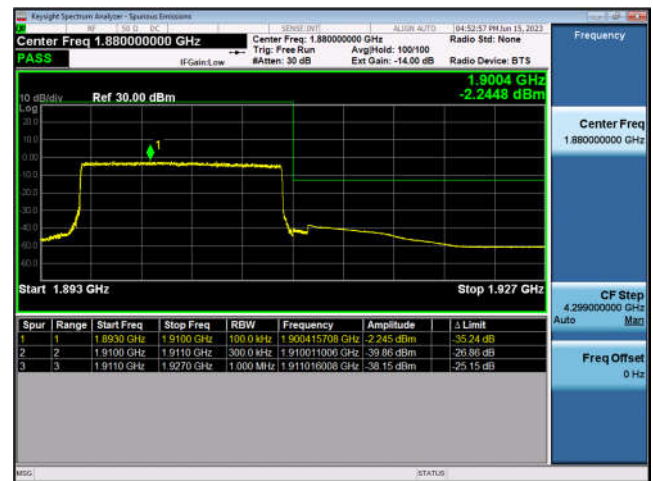 Keysight Spectrum Analyzer - Spurious Emissions
RF 50 Ω DC SENSE:INT ALIGN AUTO 04:52:57 PM Jun 15, 2023
Center Freq 1.880000000 GHz
Center Freq: 1.880000000 GHz
Radio Std: None
Trig: Free Run
Avg|Hold: 100/100
PASS
IFGain:Low
#Atten: 30 dB
Ext Gain: -14.00 dB
Radio Device: BTS
Frequency
1.9004 GHz
-2.2448 dBm
10 dB/div
Ref 30.00 dBm
Log
20.0
10.0
0.00
1
Start 1.893 GHz
Stop 1.927 GHz
Center Freq
1.880000000 GHz
CF Step
4.299000000 GHz
Auto Man
Freq Offset
0 Hz
Spur Range Start Freq Stop Freq RBW Frequency Amplitude Δ Limit
1 1 1.8930 GHz 1.9100 GHz 100.0 kHz 1.900415708 GHz -2.245 dBm -35.24 dB
2 2 1.9100 GHz 1.9110 GHz 300.0 kHz 1.910011006 GHz -39.86 dBm -26.86 dB
3 3 1.9110 GHz 1.9270 GHz 1.000 MHz 1.911016008 GHz -38.15 dBm -25.15 dB
MSG
STATUS